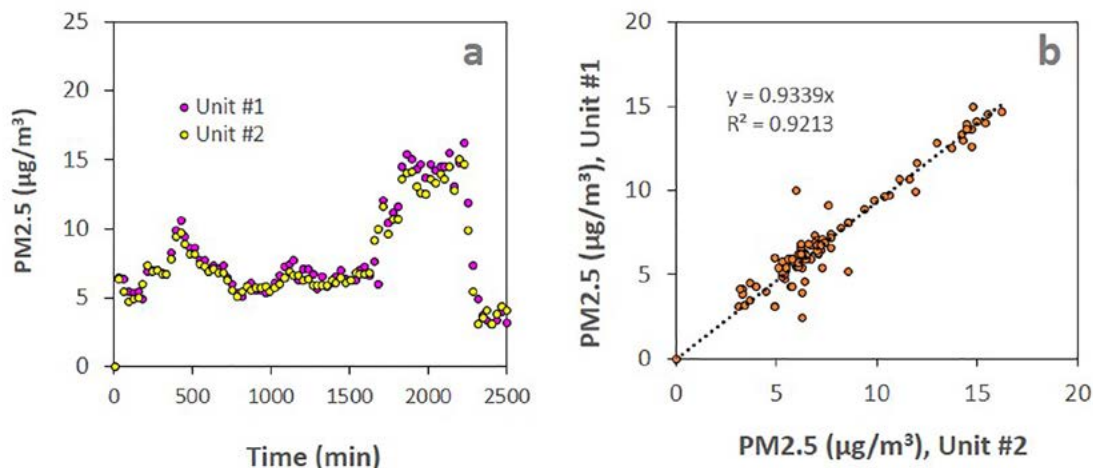 a
25
20
15
10
5
0
PM2.5 (µg/m³)
Unit #1
Unit #2
0 500 1000 1500 2000 2500
Time (min)
b
20
15
10
5
0
PM2.5 (µg/m³), Unit #1
y = 0.9339x
R² = 0.9213
0 5 10 15 20
PM2.5 (µg/m³), Unit #2